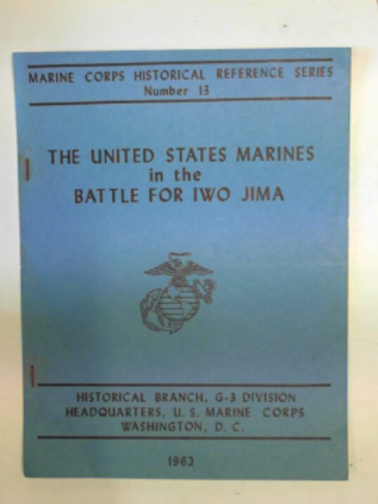 MARINE CORPS HISTORICAL REFERENCE SERIES
Number 13
THE UNITED STATES MARINES
in the
BATTLE FOR IWO JIMA
HISTORICAL BRANCH, G-3 DIVISION
HEADQUARTERS, U. S. MARINE CORPS
WASHINGTON, D. C.
1962